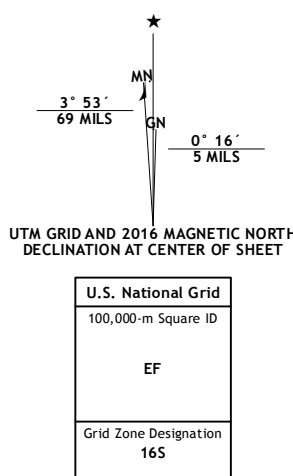 MN
3° 53´
69 MILS
GN
0° 16´
5 MILS
UTM GRID AND 2016 MAGNETIC NORTH
DECLINATION AT CENTER OF SHEET
U.S. National Grid
100,000-m Square ID
EF
Grid Zone Designation
16S